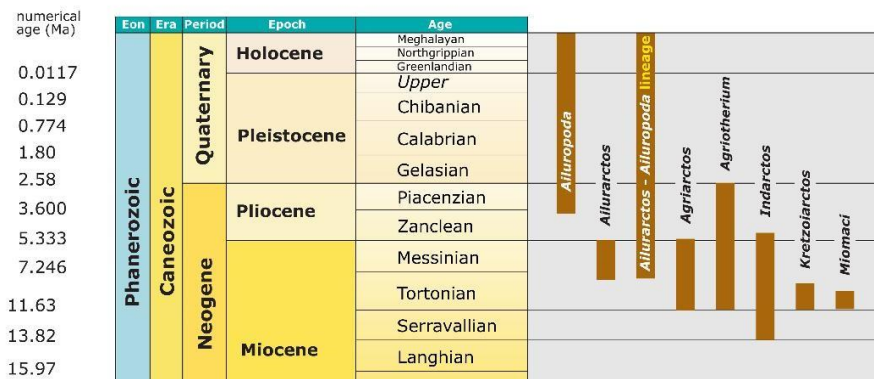 numerical
age (Ma)
Eon Era Period Epoch Age
0.0117
0.129
0.774
1.80
2.58
3.600
5.333
7.246
11.63
13.82
15.97
Phanerozoic
Caneozoic
Quaternary
Neogene
Holocene
Pleistocene
Pliocene
Miocene
Meghalayan
Northgrippian
Greenlandian
Upper
Chibanian
Calabrian
Gelasian
Piacenzian
Zanclean
Messinian
Tortonian
Serravallian
Langhian
Ailuropoda
Ailurarctos
Ailurarctos - Ailuropoda lineage
Agriarctos
Agriotherium
Indarctos
Kretzoiarctos
Miomaci